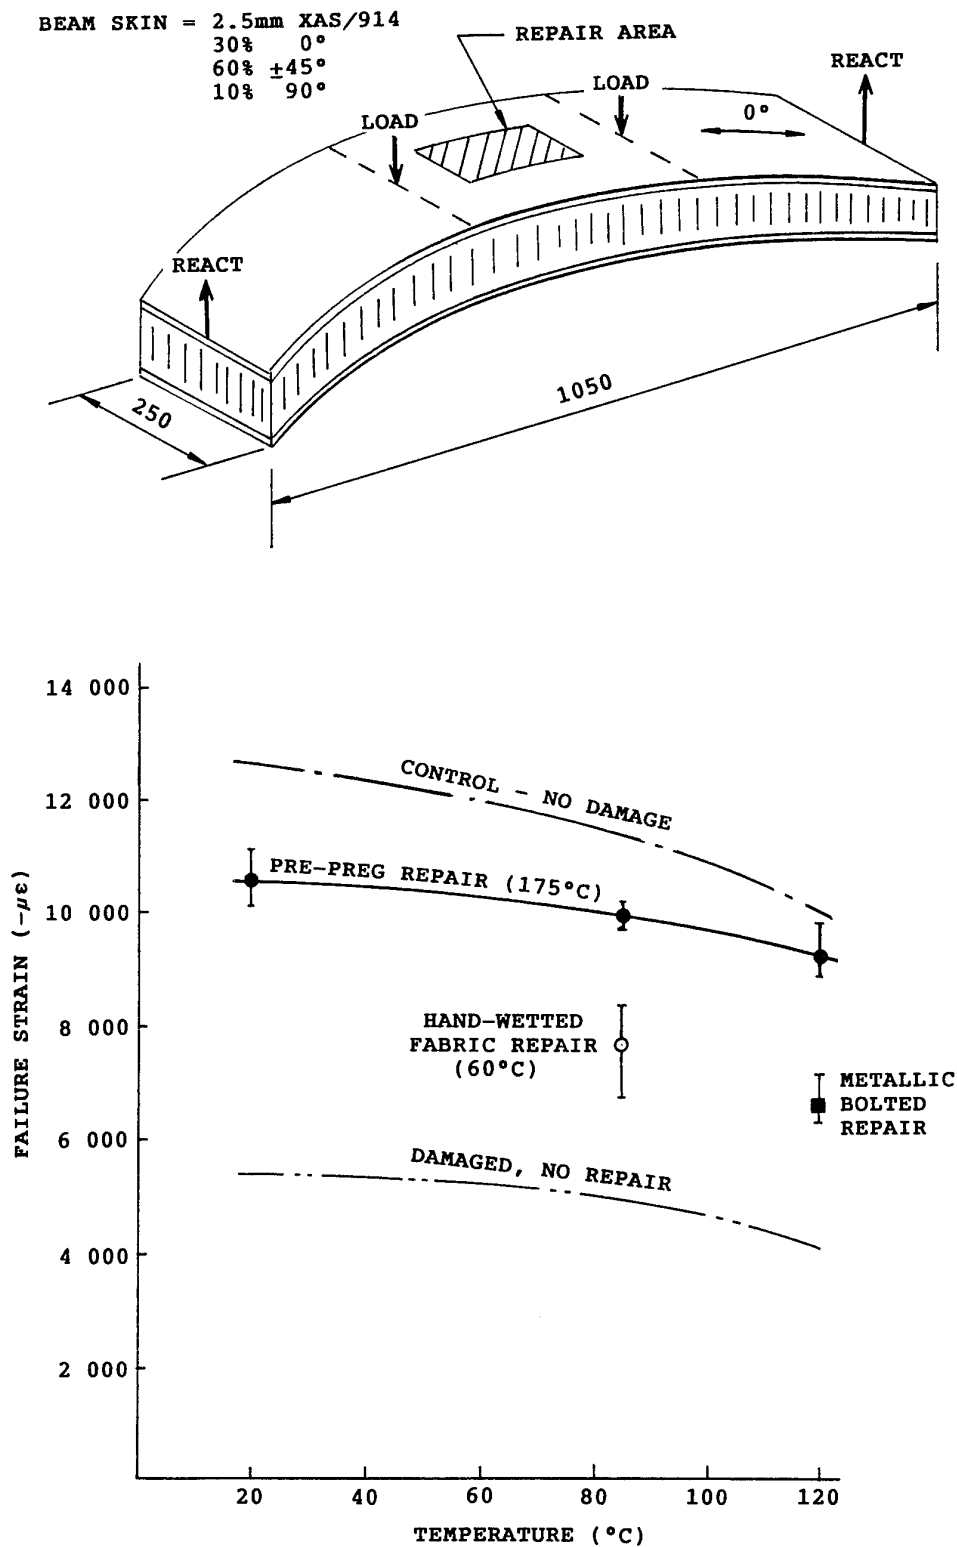 BEAM SKIN = 2.5mm XAS/914
30% 0°
60% ±45°
10% 90°
REPAIR AREA
REACT
LOAD
0°
LOAD
REACT
250
1050
14 000
12 000
10 000
8 000
6 000
4 000
2 000
FAILURE STRAIN (-με)
CONTROL - NO DAMAGE
PRE-PREG REPAIR (175°C)
HAND-WETTED
FABRIC REPAIR
(60°C)
METALLIC
BOLTED
REPAIR
DAMAGED, NO REPAIR
20 40 60 80 100 120
TEMPERATURE (°C)